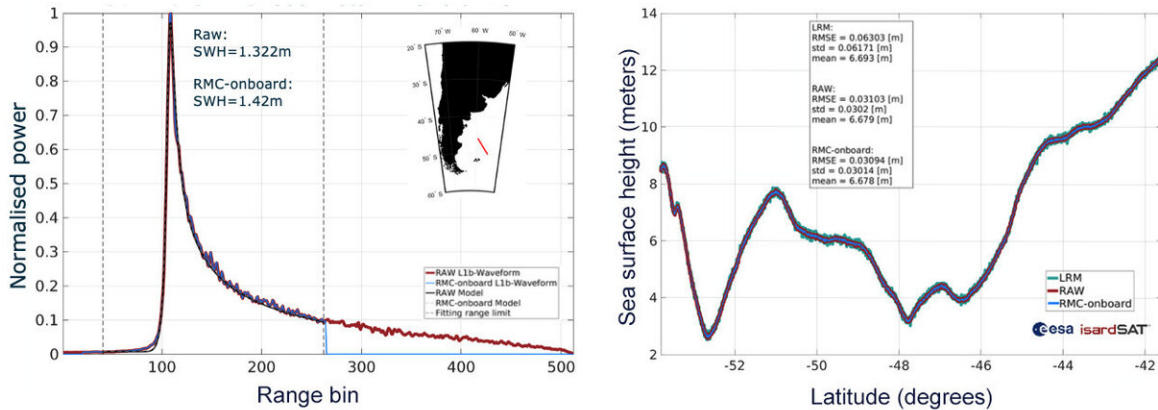 Raw:
SWH=1.322m
RMC-onboard:
SWH=1.42m
Normalised power
1
0.9
0.8
0.7
0.6
0.5
0.4
0.3
0.2
0.1
0
100
200
300
400
500
Range bin
70° W
60° W
50° W
20° S
30° S
40° S
50° S
60° S
RAW L1b-Waveform
RMC-onboard L1b-Waveform
RAW Model
RMC-onboard Model
Fitting range limit
Sea surface height (meters)
14
12
10
8
6
4
2
-52
-50
-48
-46
-44
-42
Latitude (degrees)
LRM:
RMSE = 0.06303 [m]
std = 0.06171 [m]
mean = 6.693 [m]
RAW:
RMSE = 0.03103 [m]
std = 0.0302 [m]
mean = 6.679 [m]
RMC-onboard:
RMSE = 0.03094 [m]
std = 0.03014 [m]
mean = 6.678 [m]
LRM
RAW
RMC-onboard
esa isardSAT